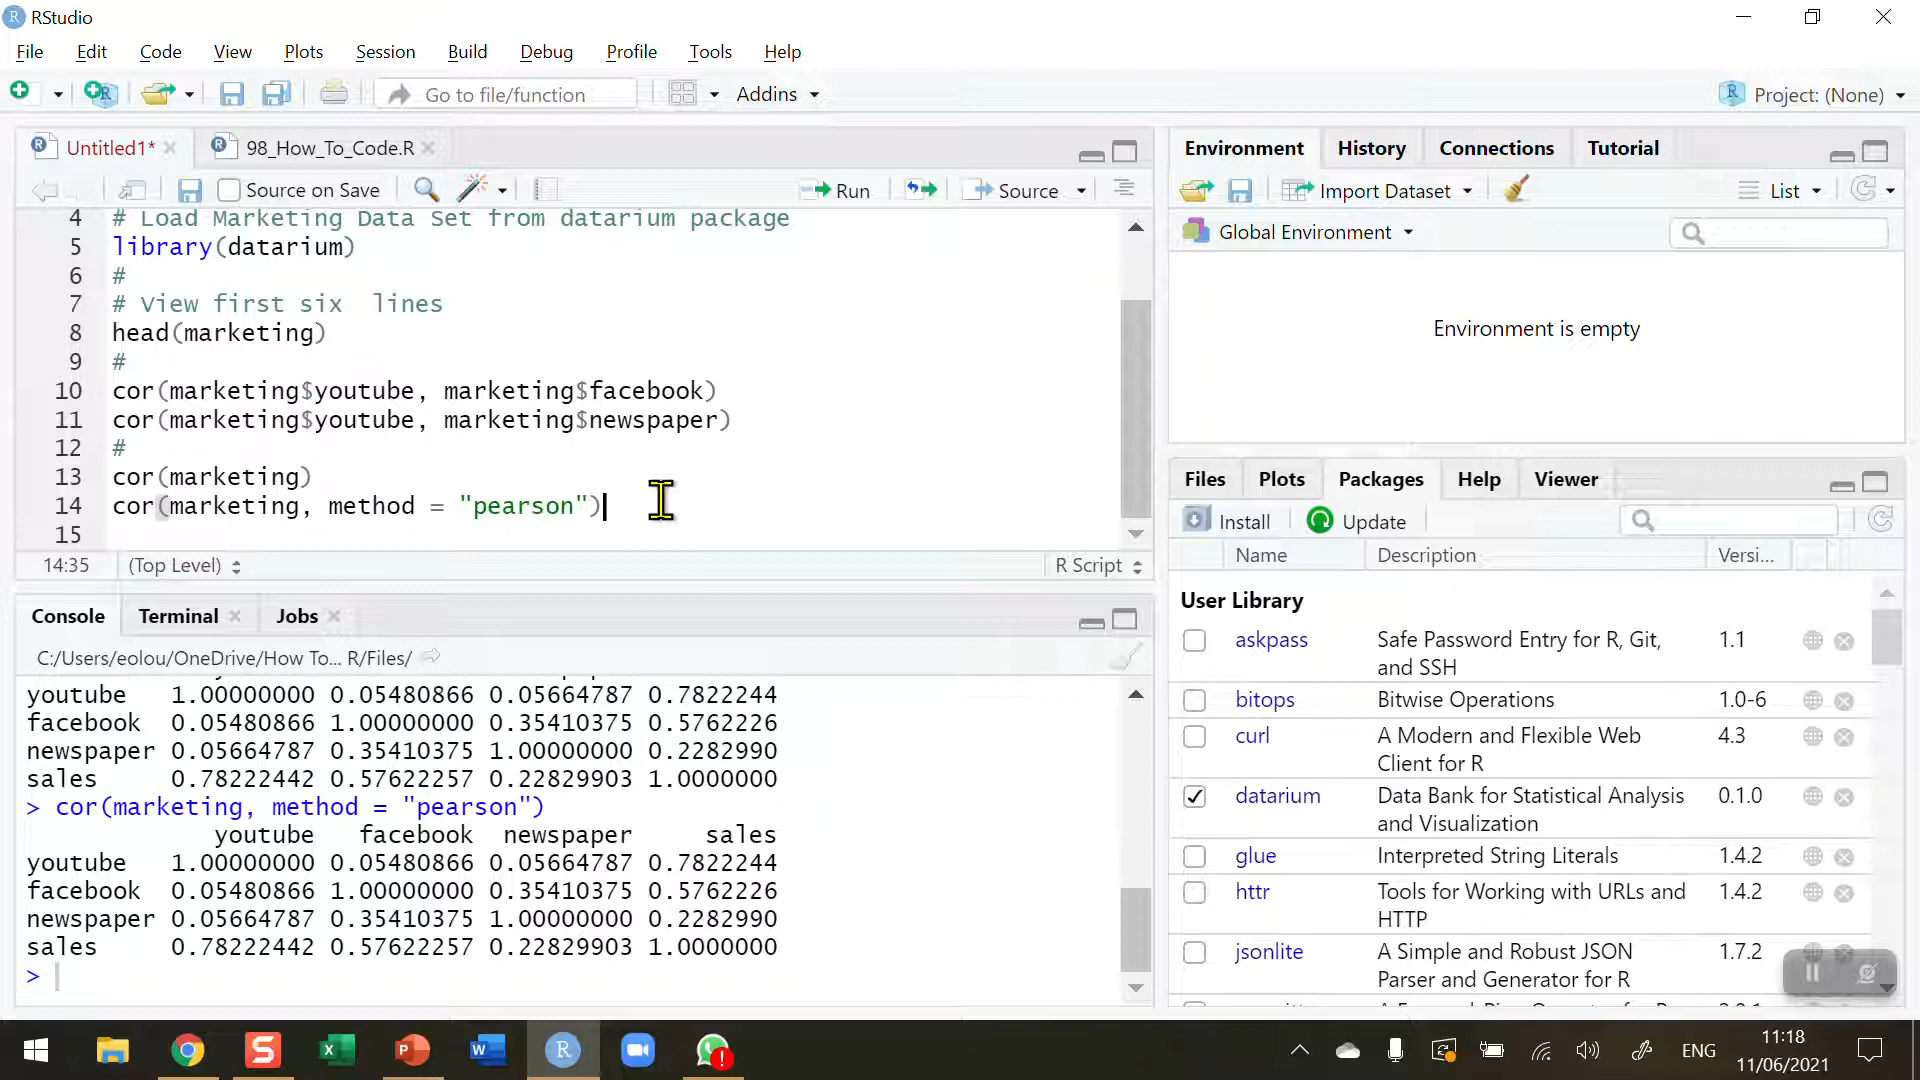 RStudio
File Edit Code View Plots Session Build Debug Profile Tools Help
Go to file/function Addins Project: (None)
Untitled1* 98_How_To_Code.R
Source on Save Run Source
4 # Load Marketing Data Set from datarium package
5 library(datarium)
6 #
7 # View first six  lines
8 head(marketing)
9 #
10 cor(marketing$youtube, marketing$facebook)
11 cor(marketing$youtube, marketing$newspaper)
12 #
13 cor(marketing)
14 cor(marketing, method = "pearson")
15
14:35 (Top Level) R Script
Console Terminal Jobs
C:/Users/eolou/OneDrive/How To... R/Files/
youtube 1.00000000 0.05480866 0.05664787 0.7822244
facebook 0.05480866 1.00000000 0.35410375 0.5762226
newspaper 0.05664787 0.35410375 1.00000000 0.2282990
sales 0.78222442 0.57622257 0.22829903 1.0000000
> cor(marketing, method = "pearson")
youtube facebook newspaper sales
youtube 1.00000000 0.05480866 0.05664787 0.7822244
facebook 0.05480866 1.00000000 0.35410375 0.5762226
newspaper 0.05664787 0.35410375 1.00000000 0.2282990
sales 0.78222442 0.57622257 0.22829903 1.0000000
>
Environment History Connections Tutorial
Import Dataset List
Global Environment
Environment is empty
Files Plots Packages Help Viewer
Install Update
Name Description Versi...
User Library
askpass Safe Password Entry for R, Git, 1.1
and SSH
bitops Bitwise Operations 1.0-6
curl A Modern and Flexible Web 4.3
Client for R
datarium Data Bank for Statistical Analysis 0.1.0
and Visualization
glue Interpreted String Literals 1.4.2
httr Tools for Working with URLs and 1.4.2
HTTP
jsonlite A Simple and Robust JSON 1.7.2
Parser and Generator for R
ENG 11:18
11/06/2021